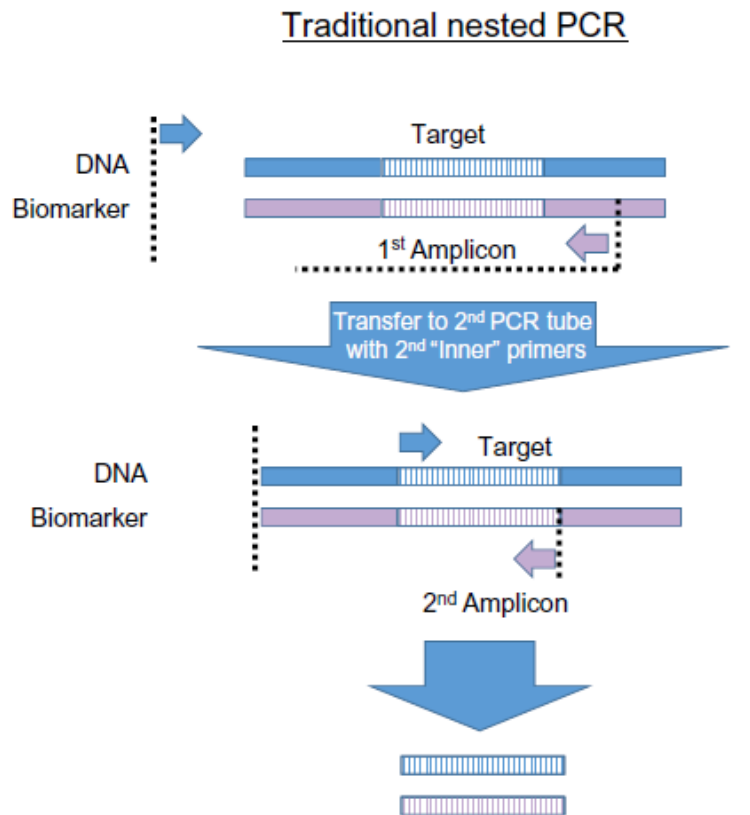 Traditional nested PCR
Target
DNA
Biomarker
1st Amplicon
Transfer to 2nd PCR tube
with 2nd “Inner” primers
Target
DNA
Biomarker
2nd Amplicon